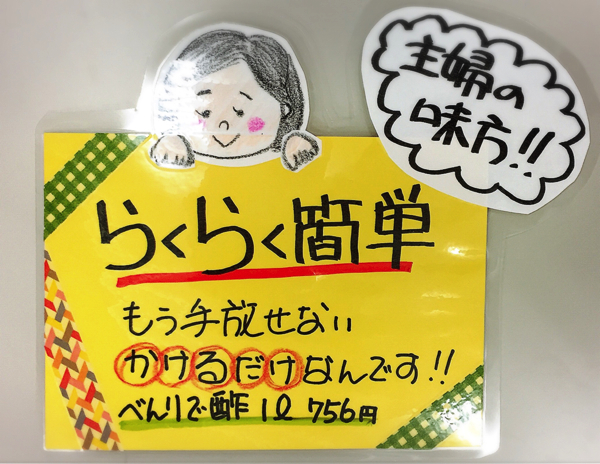 主婦の
味方!!
らくらく簡単
もう手放せない
かけるだけなんです!!
べんりで酢 1ℓ 756円